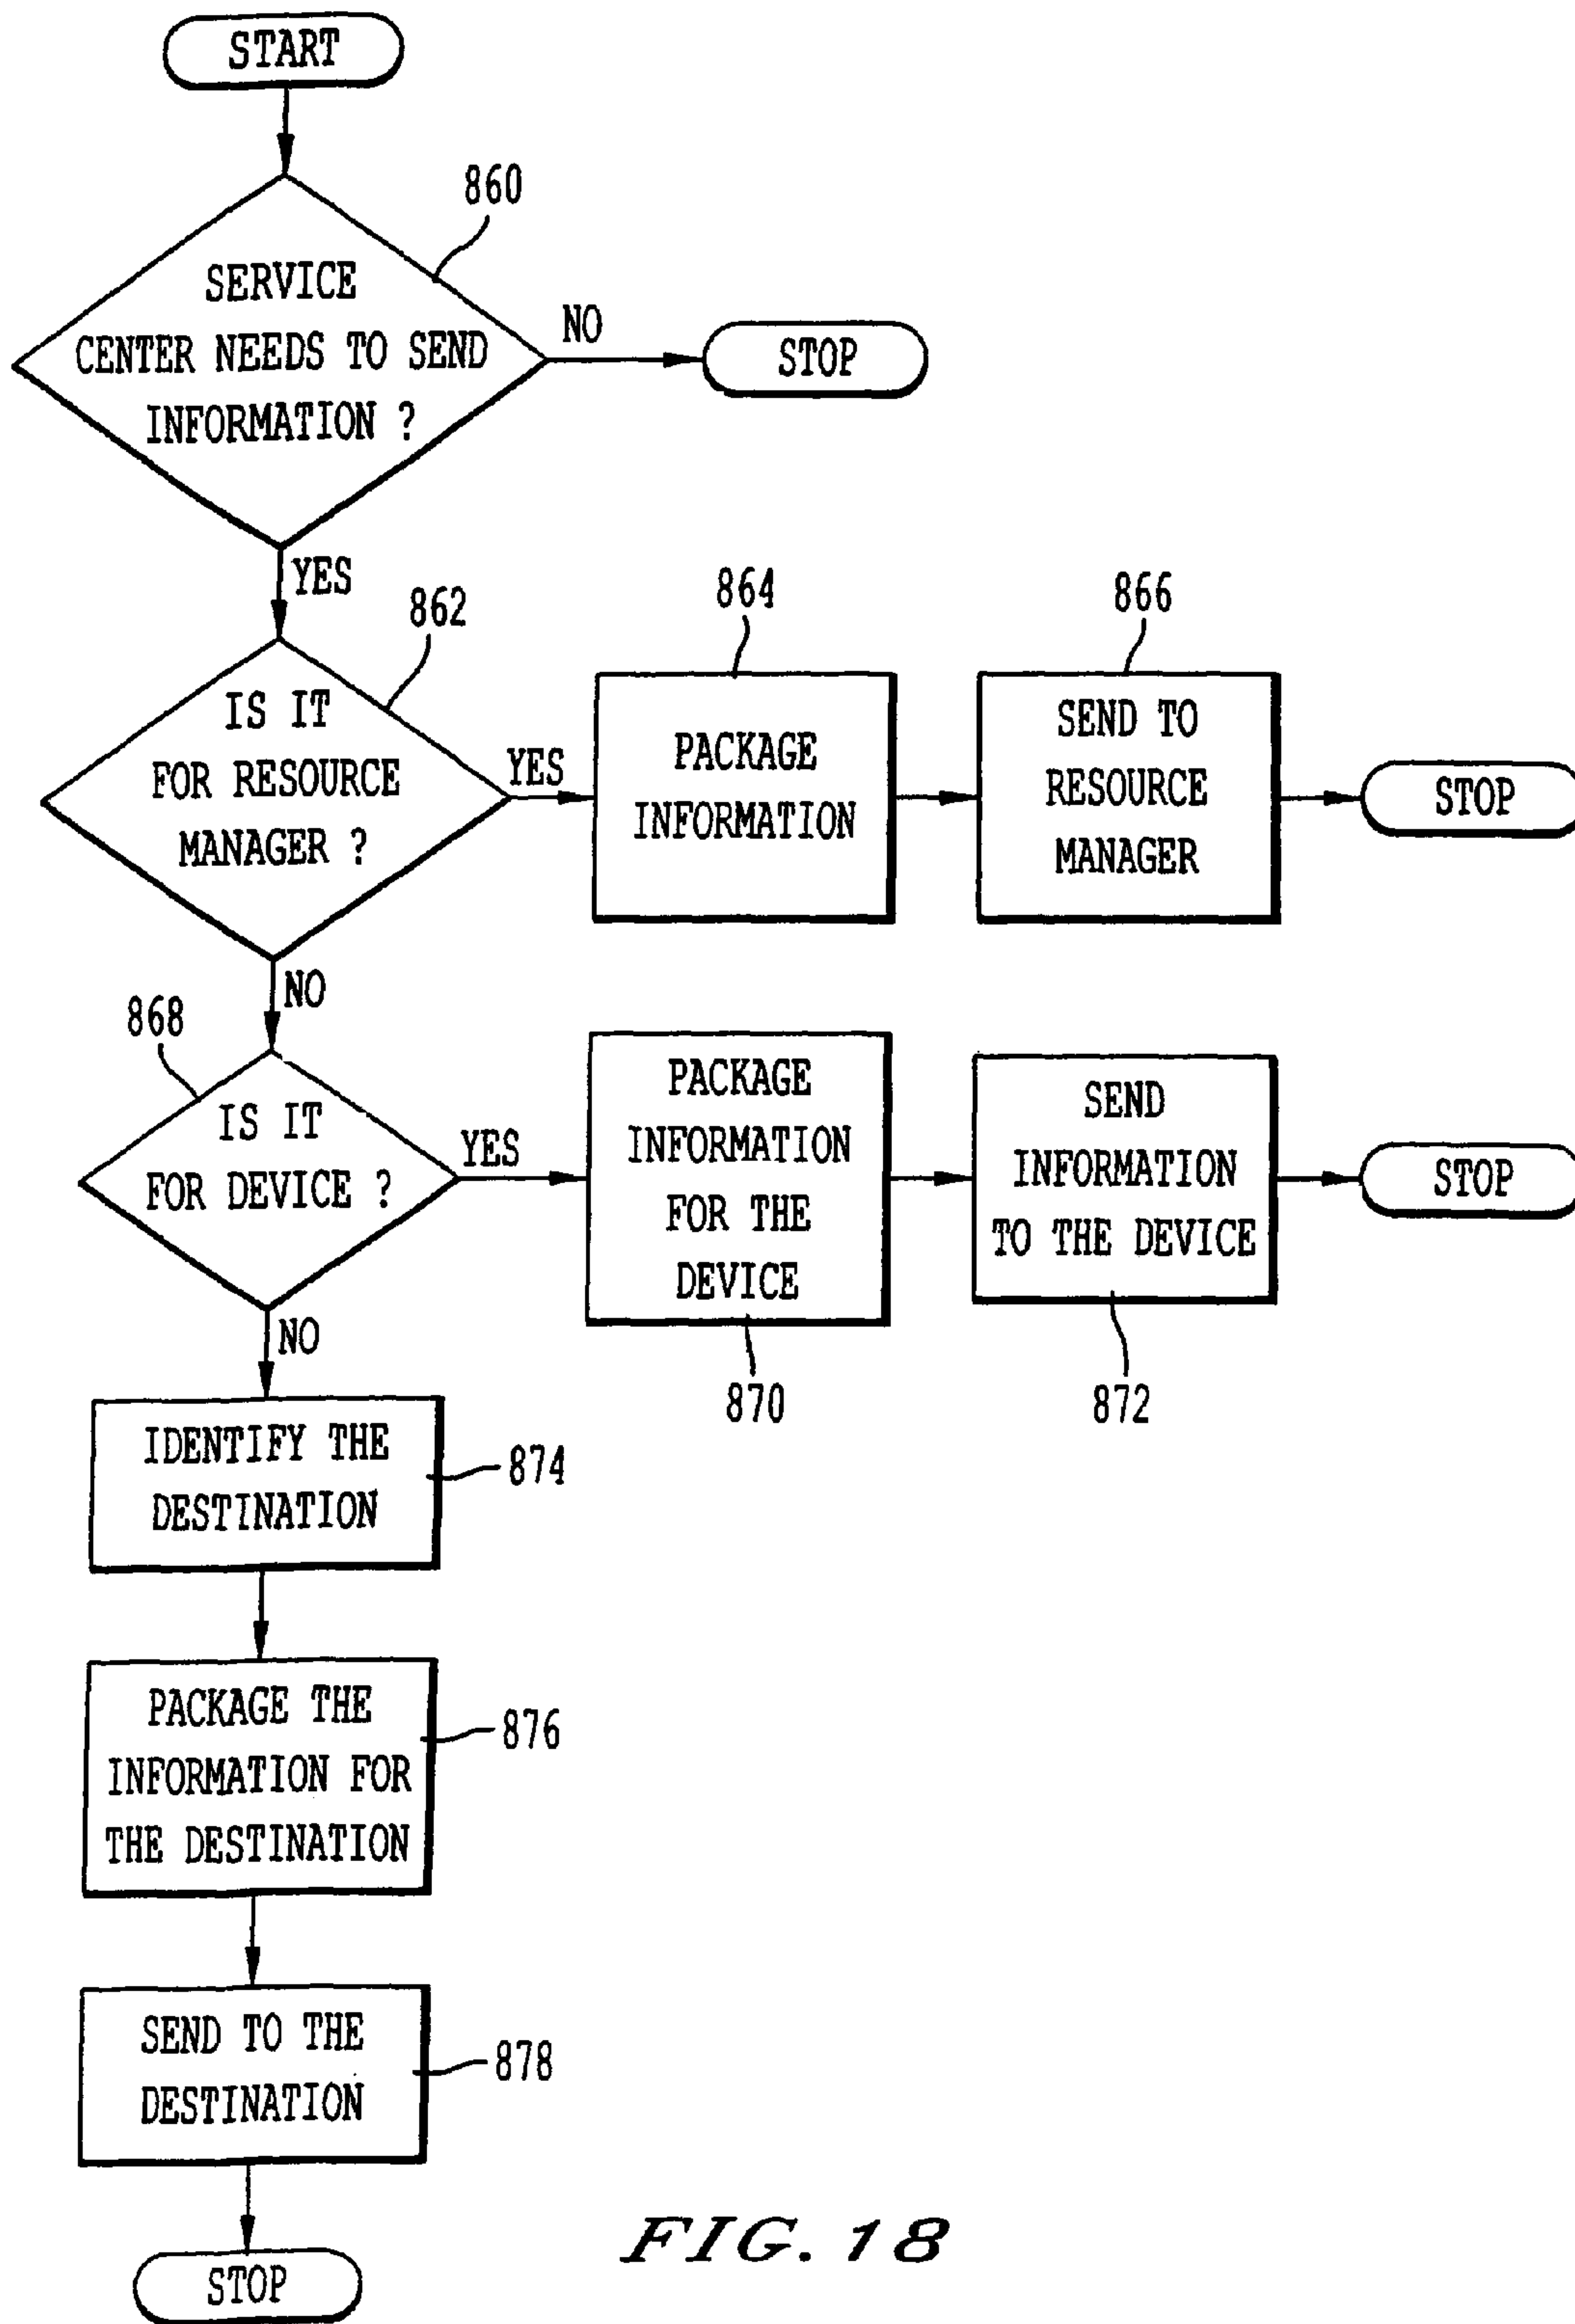 START
860
SERVICE
CENTER NEEDS TO SEND
INFORMATION ?
NO
STOP
YES
862
864
866
IS IT
FOR RESOURCE
MANAGER ?
YES
PACKAGE
INFORMATION
SEND TO
RESOURCE
MANAGER
STOP
NO
868
IS IT
FOR DEVICE ?
YES
PACKAGE
INFORMATION
FOR THE
DEVICE
870
SEND
INFORMATION
TO THE DEVICE
872
STOP
NO
IDENTIFY THE
DESTINATION
874
PACKAGE THE
INFORMATION FOR
THE DESTINATION
876
SEND TO THE
DESTINATION
878
STOP
FIG. 18